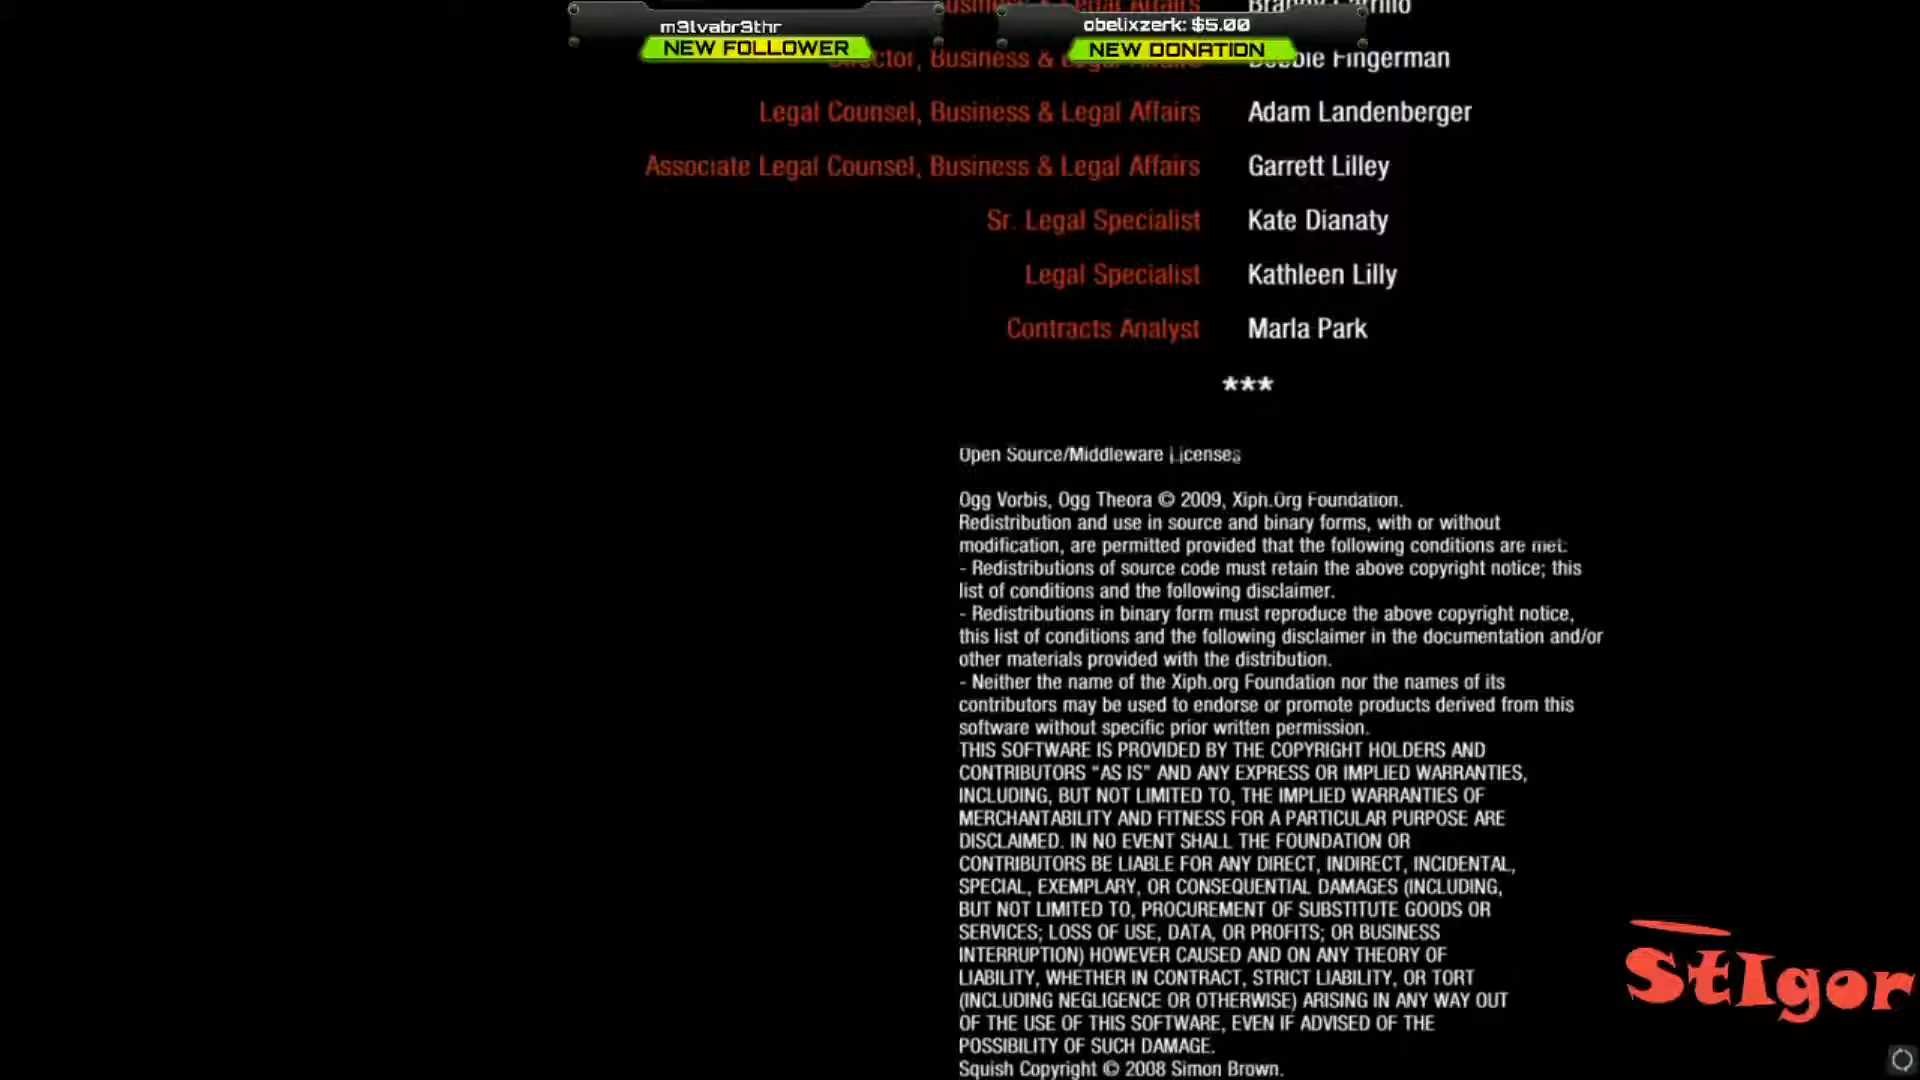 m3lvabr3thr
NEW FOLLOWER
obelixzerk: $5.00
NEW DONATION
Business & Legal Affairs
Director, Business & Legal Affairs Debbie Fingerman
Legal Counsel, Business & Legal Affairs Adam Landenberger
Associate Legal Counsel, Business & Legal Affairs Garrett Lilley
Sr. Legal Specialist Kate Dianaty
Legal Specialist Kathleen Lilly
Contracts Analyst Marla Park
***
Open Source/Middleware Licenses
Ogg Vorbis, Ogg Theora © 2009, Xiph.Org Foundation.
Redistribution and use in source and binary forms, with or without
modification, are permitted provided that the following conditions are met:
- Redistributions of source code must retain the above copyright notice; this
list of conditions and the following disclaimer.
- Redistributions in binary form must reproduce the above copyright notice,
this list of conditions and the following disclaimer in the documentation and/or
other materials provided with the distribution.
- Neither the name of the Xiph.org Foundation nor the names of its
contributors may be used to endorse or promote products derived from this
software without specific prior written permission.
THIS SOFTWARE IS PROVIDED BY THE COPYRIGHT HOLDERS AND
CONTRIBUTORS “AS IS” AND ANY EXPRESS OR IMPLIED WARRANTIES,
INCLUDING, BUT NOT LIMITED TO, THE IMPLIED WARRANTIES OF
MERCHANTABILITY AND FITNESS FOR A PARTICULAR PURPOSE ARE
DISCLAIMED. IN NO EVENT SHALL THE FOUNDATION OR
CONTRIBUTORS BE LIABLE FOR ANY DIRECT, INDIRECT, INCIDENTAL,
SPECIAL, EXEMPLARY, OR CONSEQUENTIAL DAMAGES (INCLUDING,
BUT NOT LIMITED TO, PROCUREMENT OF SUBSTITUTE GOODS OR
SERVICES; LOSS OF USE, DATA, OR PROFITS; OR BUSINESS
INTERRUPTION) HOWEVER CAUSED AND ON ANY THEORY OF
LIABILITY, WHETHER IN CONTRACT, STRICT LIABILITY, OR TORT
(INCLUDING NEGLIGENCE OR OTHERWISE) ARISING IN ANY WAY OUT
OF THE USE OF THIS SOFTWARE, EVEN IF ADVISED OF THE
POSSIBILITY OF SUCH DAMAGE.
Squish Copyright © 2008 Simon Brown.
StIgor